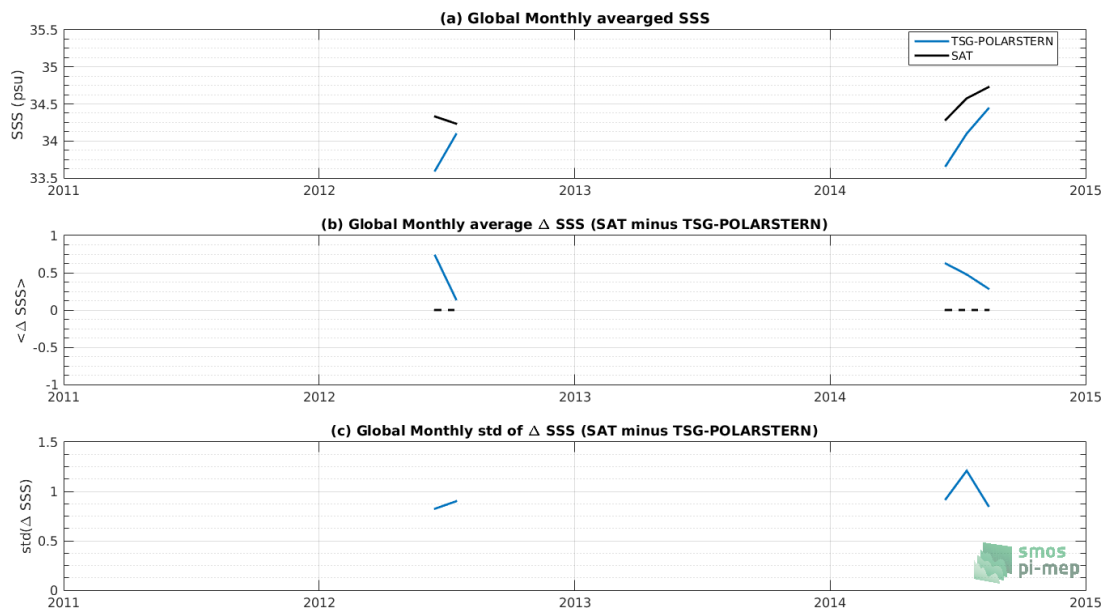 (a) Global Monthly avearged SSS
35.5
35
34.5
34
33.5
SSS (psu)
TSG-POLARSTERN
SAT
2011 2012 2013 2014 2015
(b) Global Monthly average Δ SSS (SAT minus TSG-POLARSTERN)
1
0.5
0
-0.5
-1
<Δ SSS>
2011 2012 2013 2014 2015
(c) Global Monthly std of Δ SSS (SAT minus TSG-POLARSTERN)
1.5
1
0.5
0
std(Δ SSS)
smos
pi-mep
2011 2012 2013 2014 2015